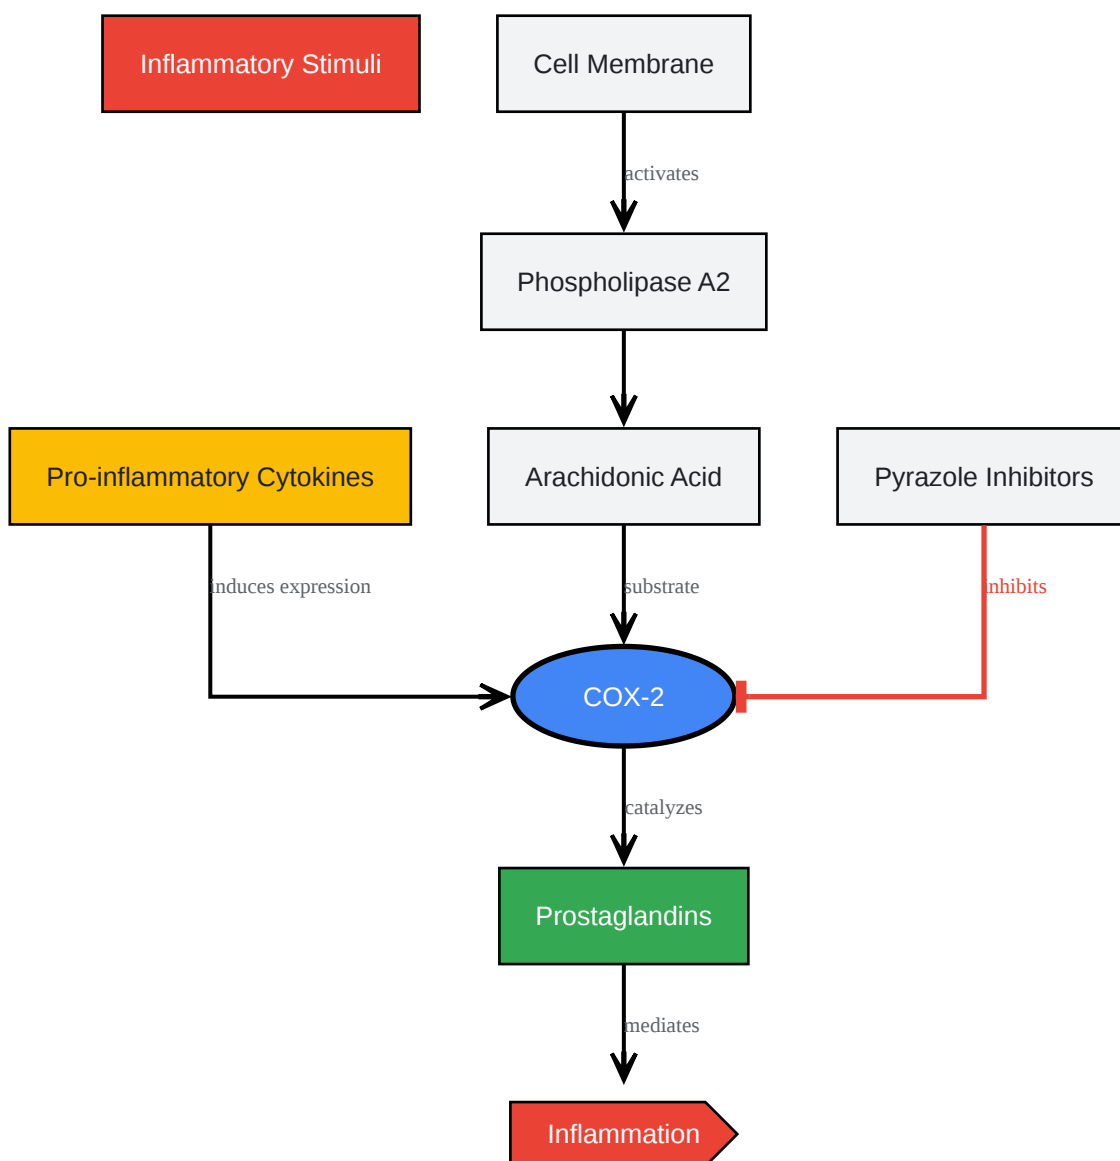 Inflammatory Stimuli
Cell Membrane
activates
Phospholipase A2
Pro-inflammatory Cytokines
Arachidonic Acid
Pyrazole Inhibitors
induces expression
substrate
inhibits
COX-2
catalyzes
Prostaglandins
mediates
Inflammation